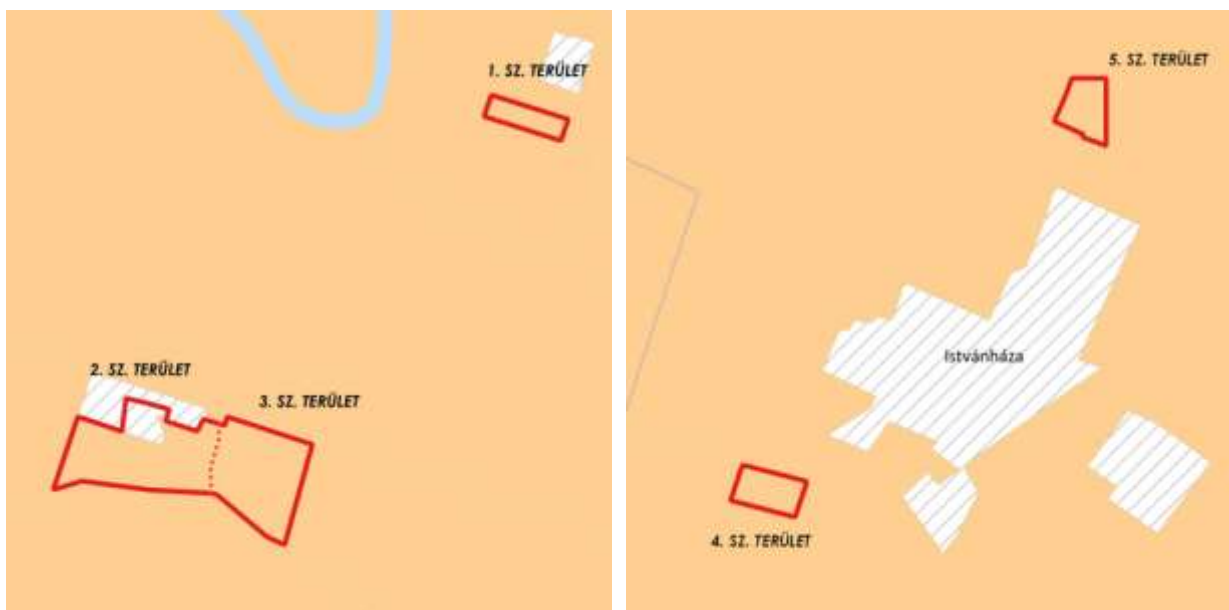 1. SZ. TERÜLET
2. SZ. TERÜLET
3. SZ. TERÜLET
5. SZ. TERÜLET
Istvánháza
4. SZ. TERÜLET